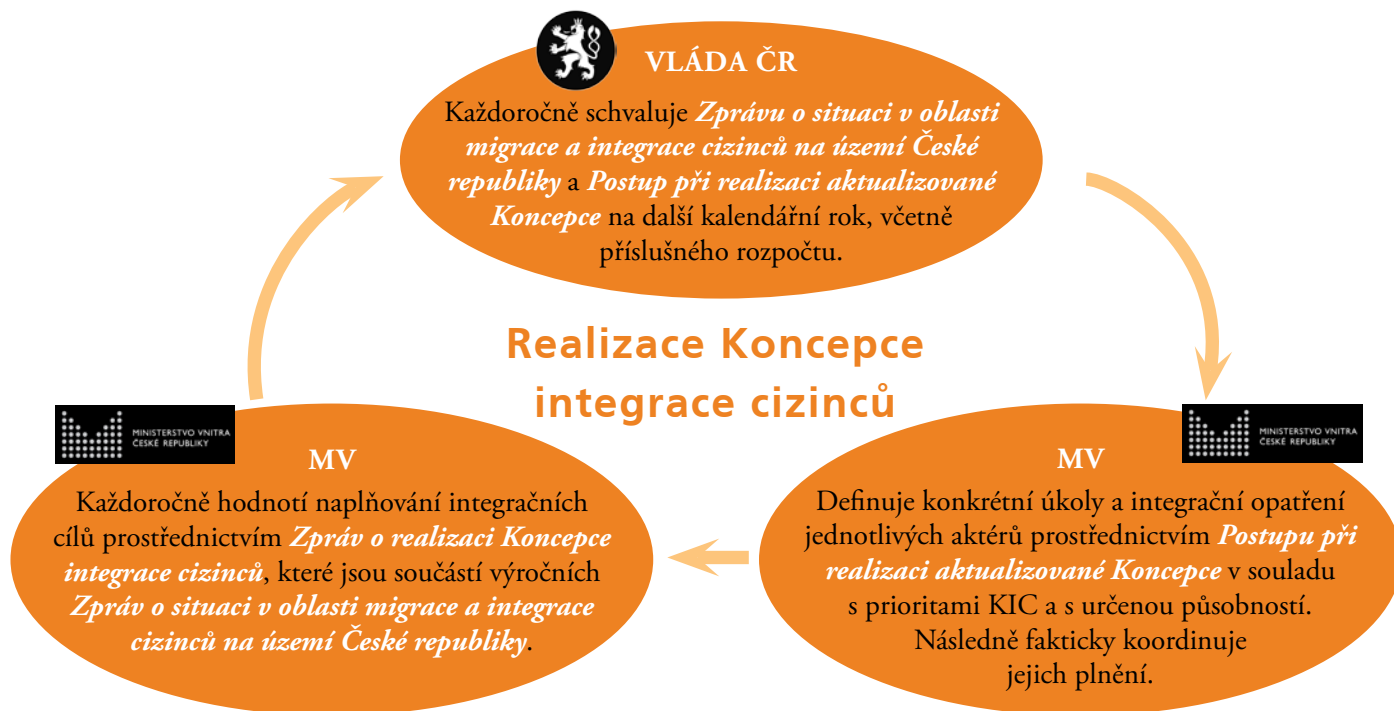 VLÁDA ČR
Každoročně schvaluje Zprávu o situaci v oblasti
migrace a integrace cizinců na území České
republiky a Postup při realizaci aktualizované
Koncepce na další kalendářní rok, včetně
příslušného rozpočtu.
Realizace Koncepce
integrace cizinců
MINISTERSTVO VNITRA
ČESKÉ REPUBLIKY
MV
Každoročně hodnotí naplňování integračních
cílů prostřednictvím Zpráv o realizaci Koncepce
integrace cizinců, které jsou součástí výročních
Zpráv o situaci v oblasti migrace a integrace
cizinců na území České republiky.
MINISTERSTVO VNITRA
ČESKÉ REPUBLIKY
MV
Definuje konkrétní úkoly a integrační opatření
jednotlivých aktérů prostřednictvím Postupu při
realizaci aktualizované Koncepce v souladu
s prioritami KIC a s určenou působností.
Následně fakticky koordinuje
jejich plnění.